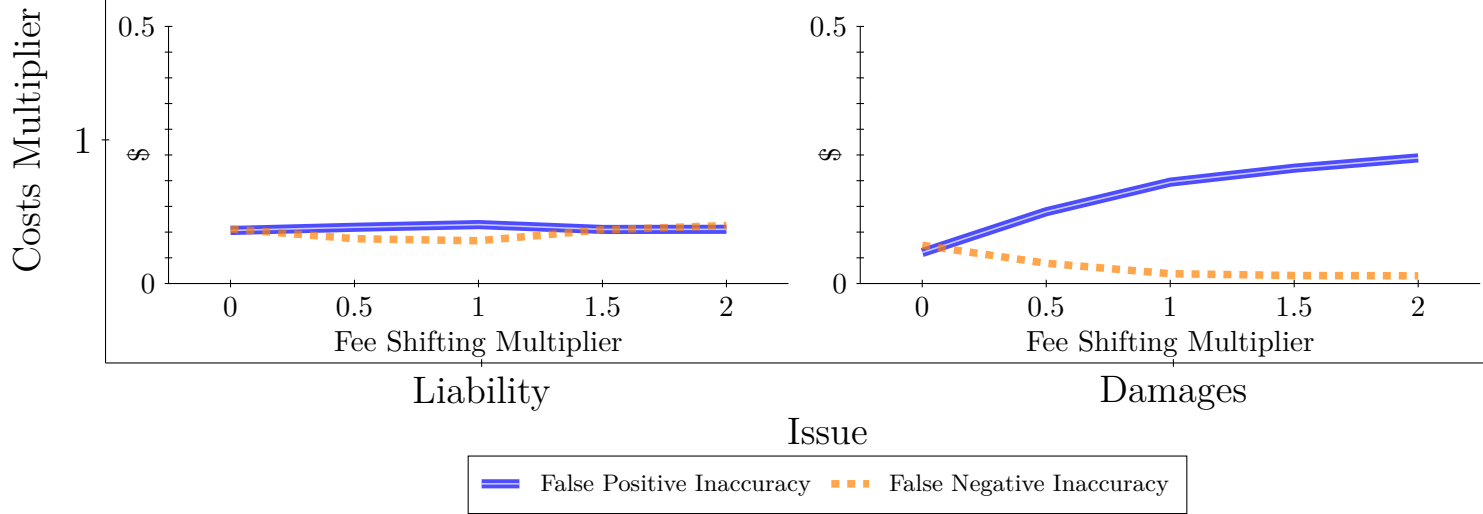 Costs Multiplier
1
0.5
$
0
0 0.5 1 1.5 2
Fee Shifting Multiplier
0.5
$
0
0 0.5 1 1.5 2
Fee Shifting Multiplier
Liability
Damages
Issue
False Positive Inaccuracy
False Negative Inaccuracy